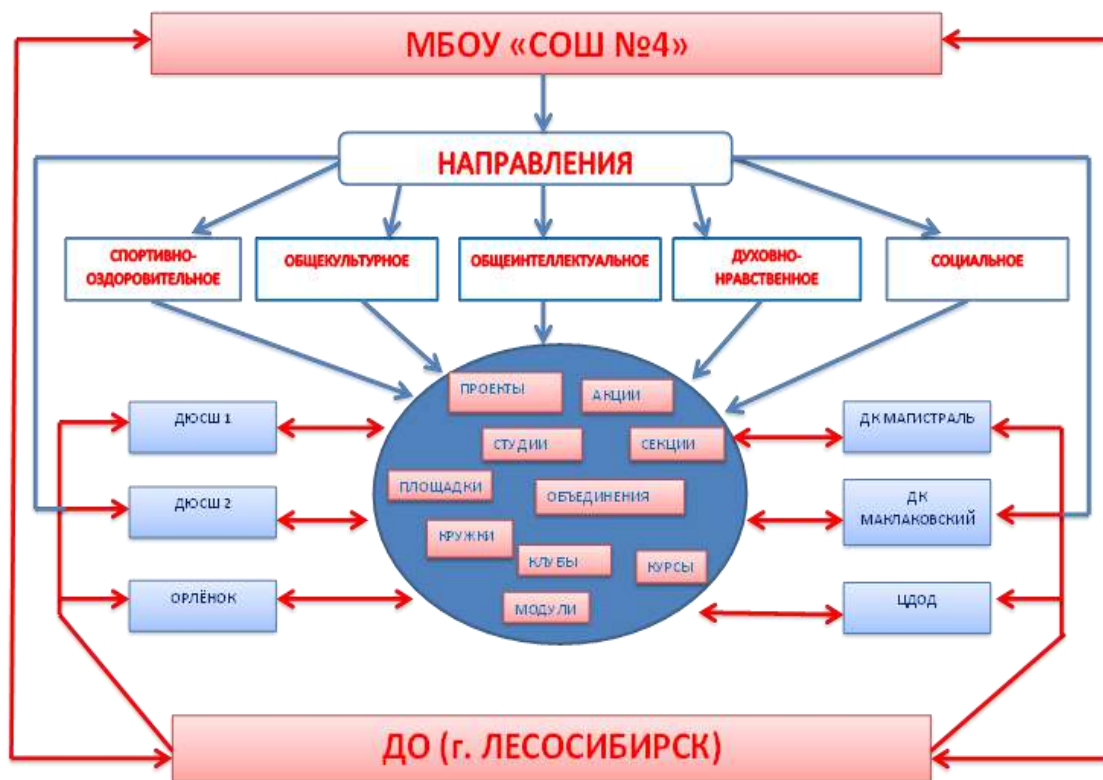 МБОУ «СОШ №4»
НАПРАВЛЕНИЯ
СПОРТИВНО-
ОЗДОРОВИТЕЛЬНОЕ
ОБЩЕКУЛЬТУРНОЕ
ОБЩЕИНТЕЛЛЕКТУАЛЬНОЕ
ДУХОВНО-
НРАВСТВЕННОЕ
СОЦИАЛЬНОЕ
ПРОЕКТЫ
АКЦИИ
СТУДИИ
СЕКЦИИ
ПЛОЩАДКИ
ОБЪЕДИНЕНИЯ
КРУЖКИ
КЛУБЫ
КУРСЫ
МОДУЛИ
ДЮСШ 1
ДЮСШ 2
ОРЛЁНОК
ДК МАГИСТРАЛЬ
ДК
МАКЛАКОВСКИЙ
ЦДОД
ДО (г. ЛЕСОСИБИРСК)